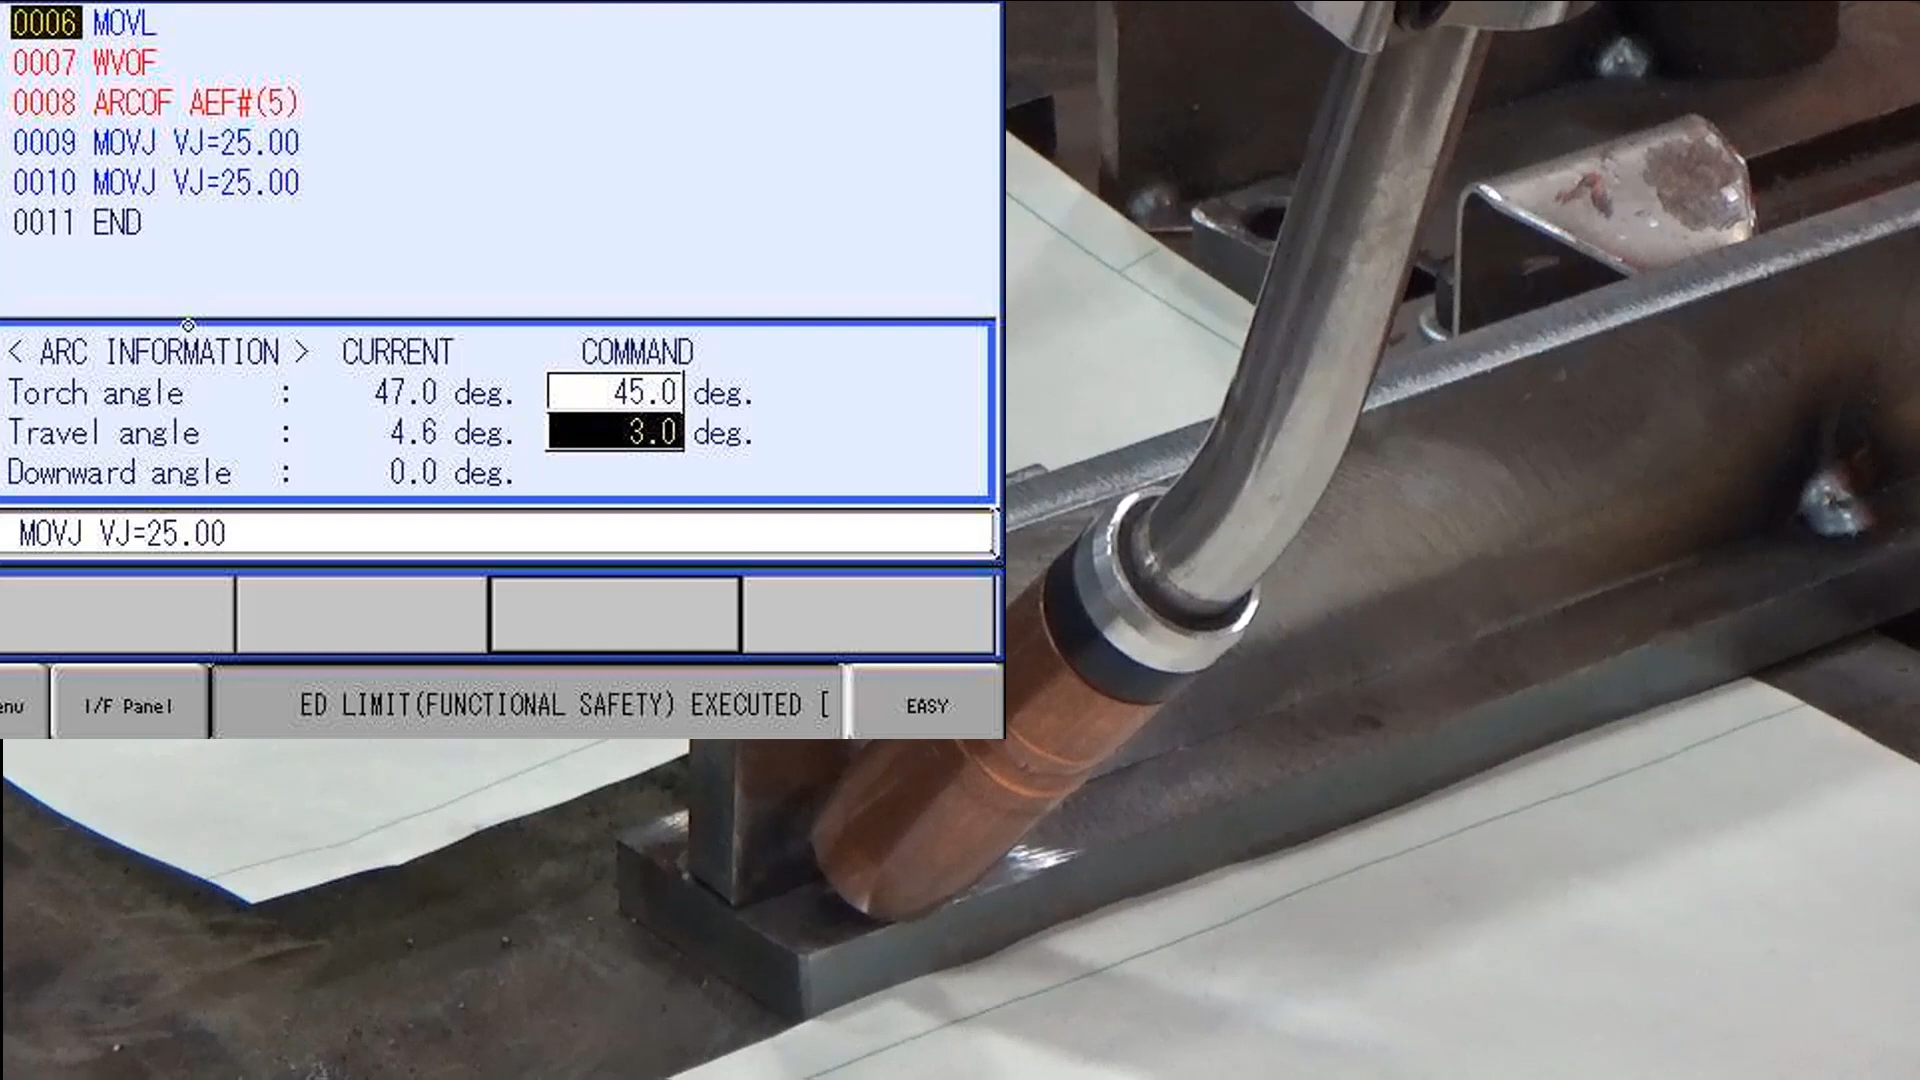 0006 MOVL
0007 WVOF
0008 ARCOF AEF#(5)
0009 MOVJ VJ=25.00
0010 MOVJ VJ=25.00
0011 END
< ARC INFORMATION > CURRENT COMMAND
Torch angle : 47.0 deg. 45.0 deg.
Travel angle : 4.6 deg. 3.0 deg.
Downward angle : 0.0 deg.
MOVJ VJ=25.00
enu I/F Panel ED LIMIT(FUNCTIONAL SAFETY) EXECUTED [ EASY